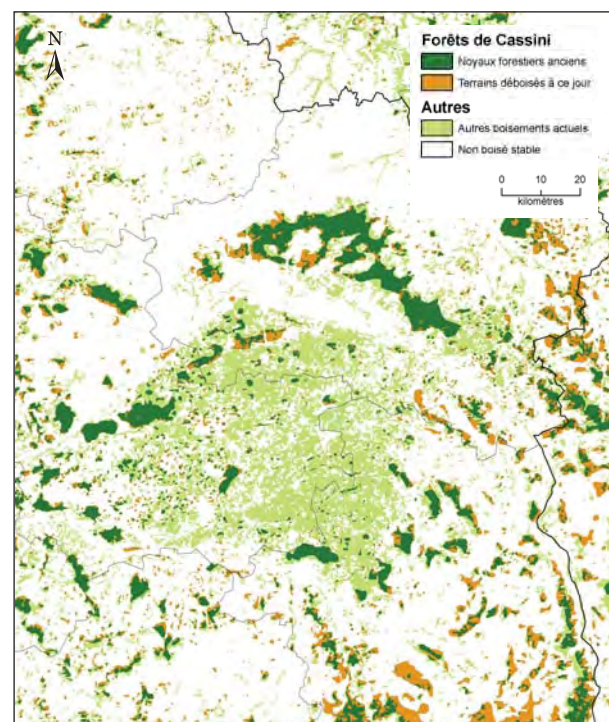 N
Forêts de Cassini
Noyaux forestiers anciens
Terrains déboisés à ce jour
Autres
Autres boisements actuels
Non boisé stable
0 10 20
kilomètres